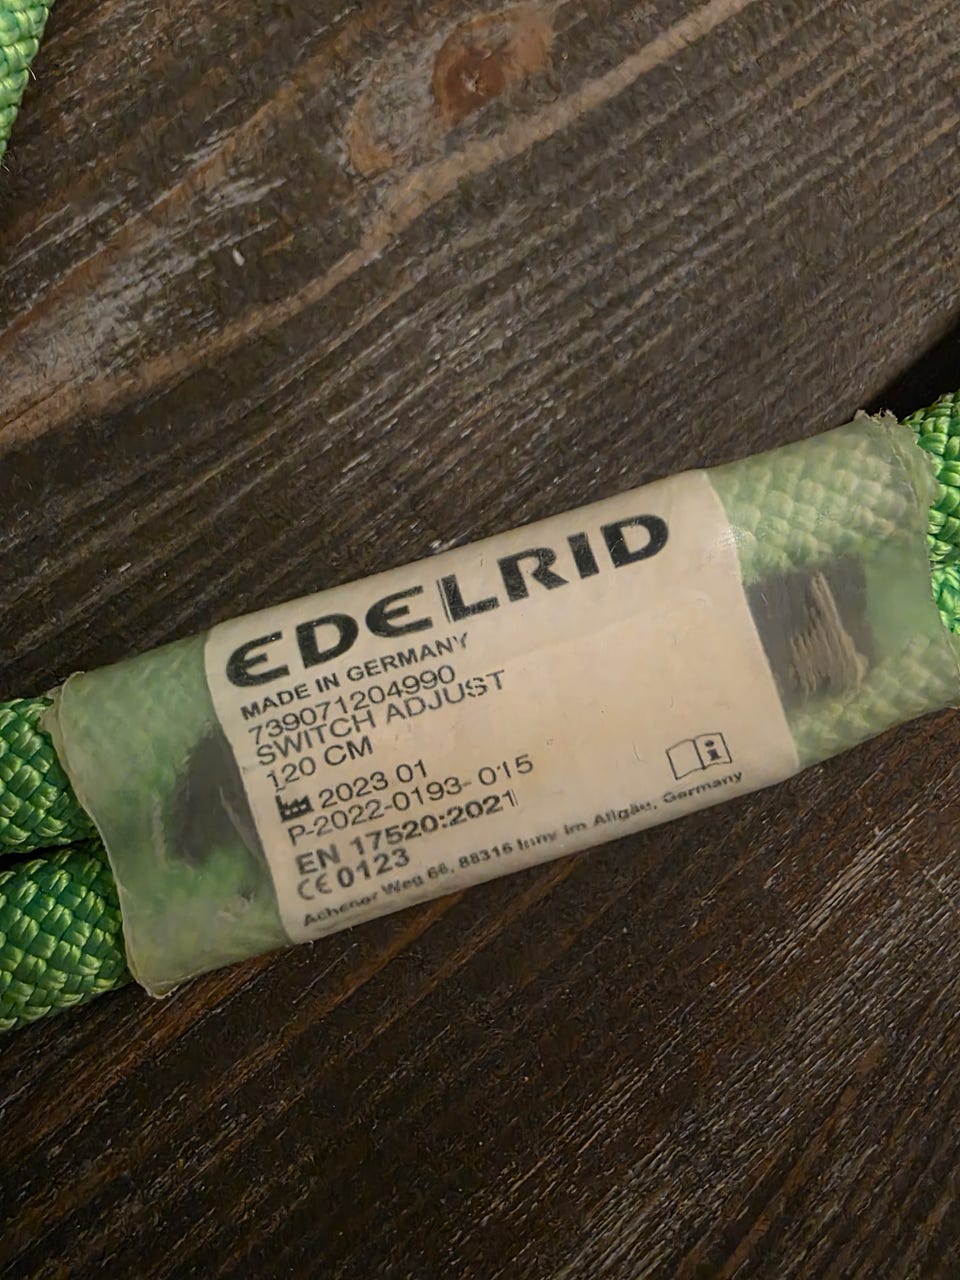 EDELRID
MADE IN GERMANY
739071204990
SWITCH ADJUST
120 CM
2023 01
P-2022-0193-015
EN 17520:2021
CE 0123
Achener Weg 66, 88316 Isny im Allgäu, Germany
i